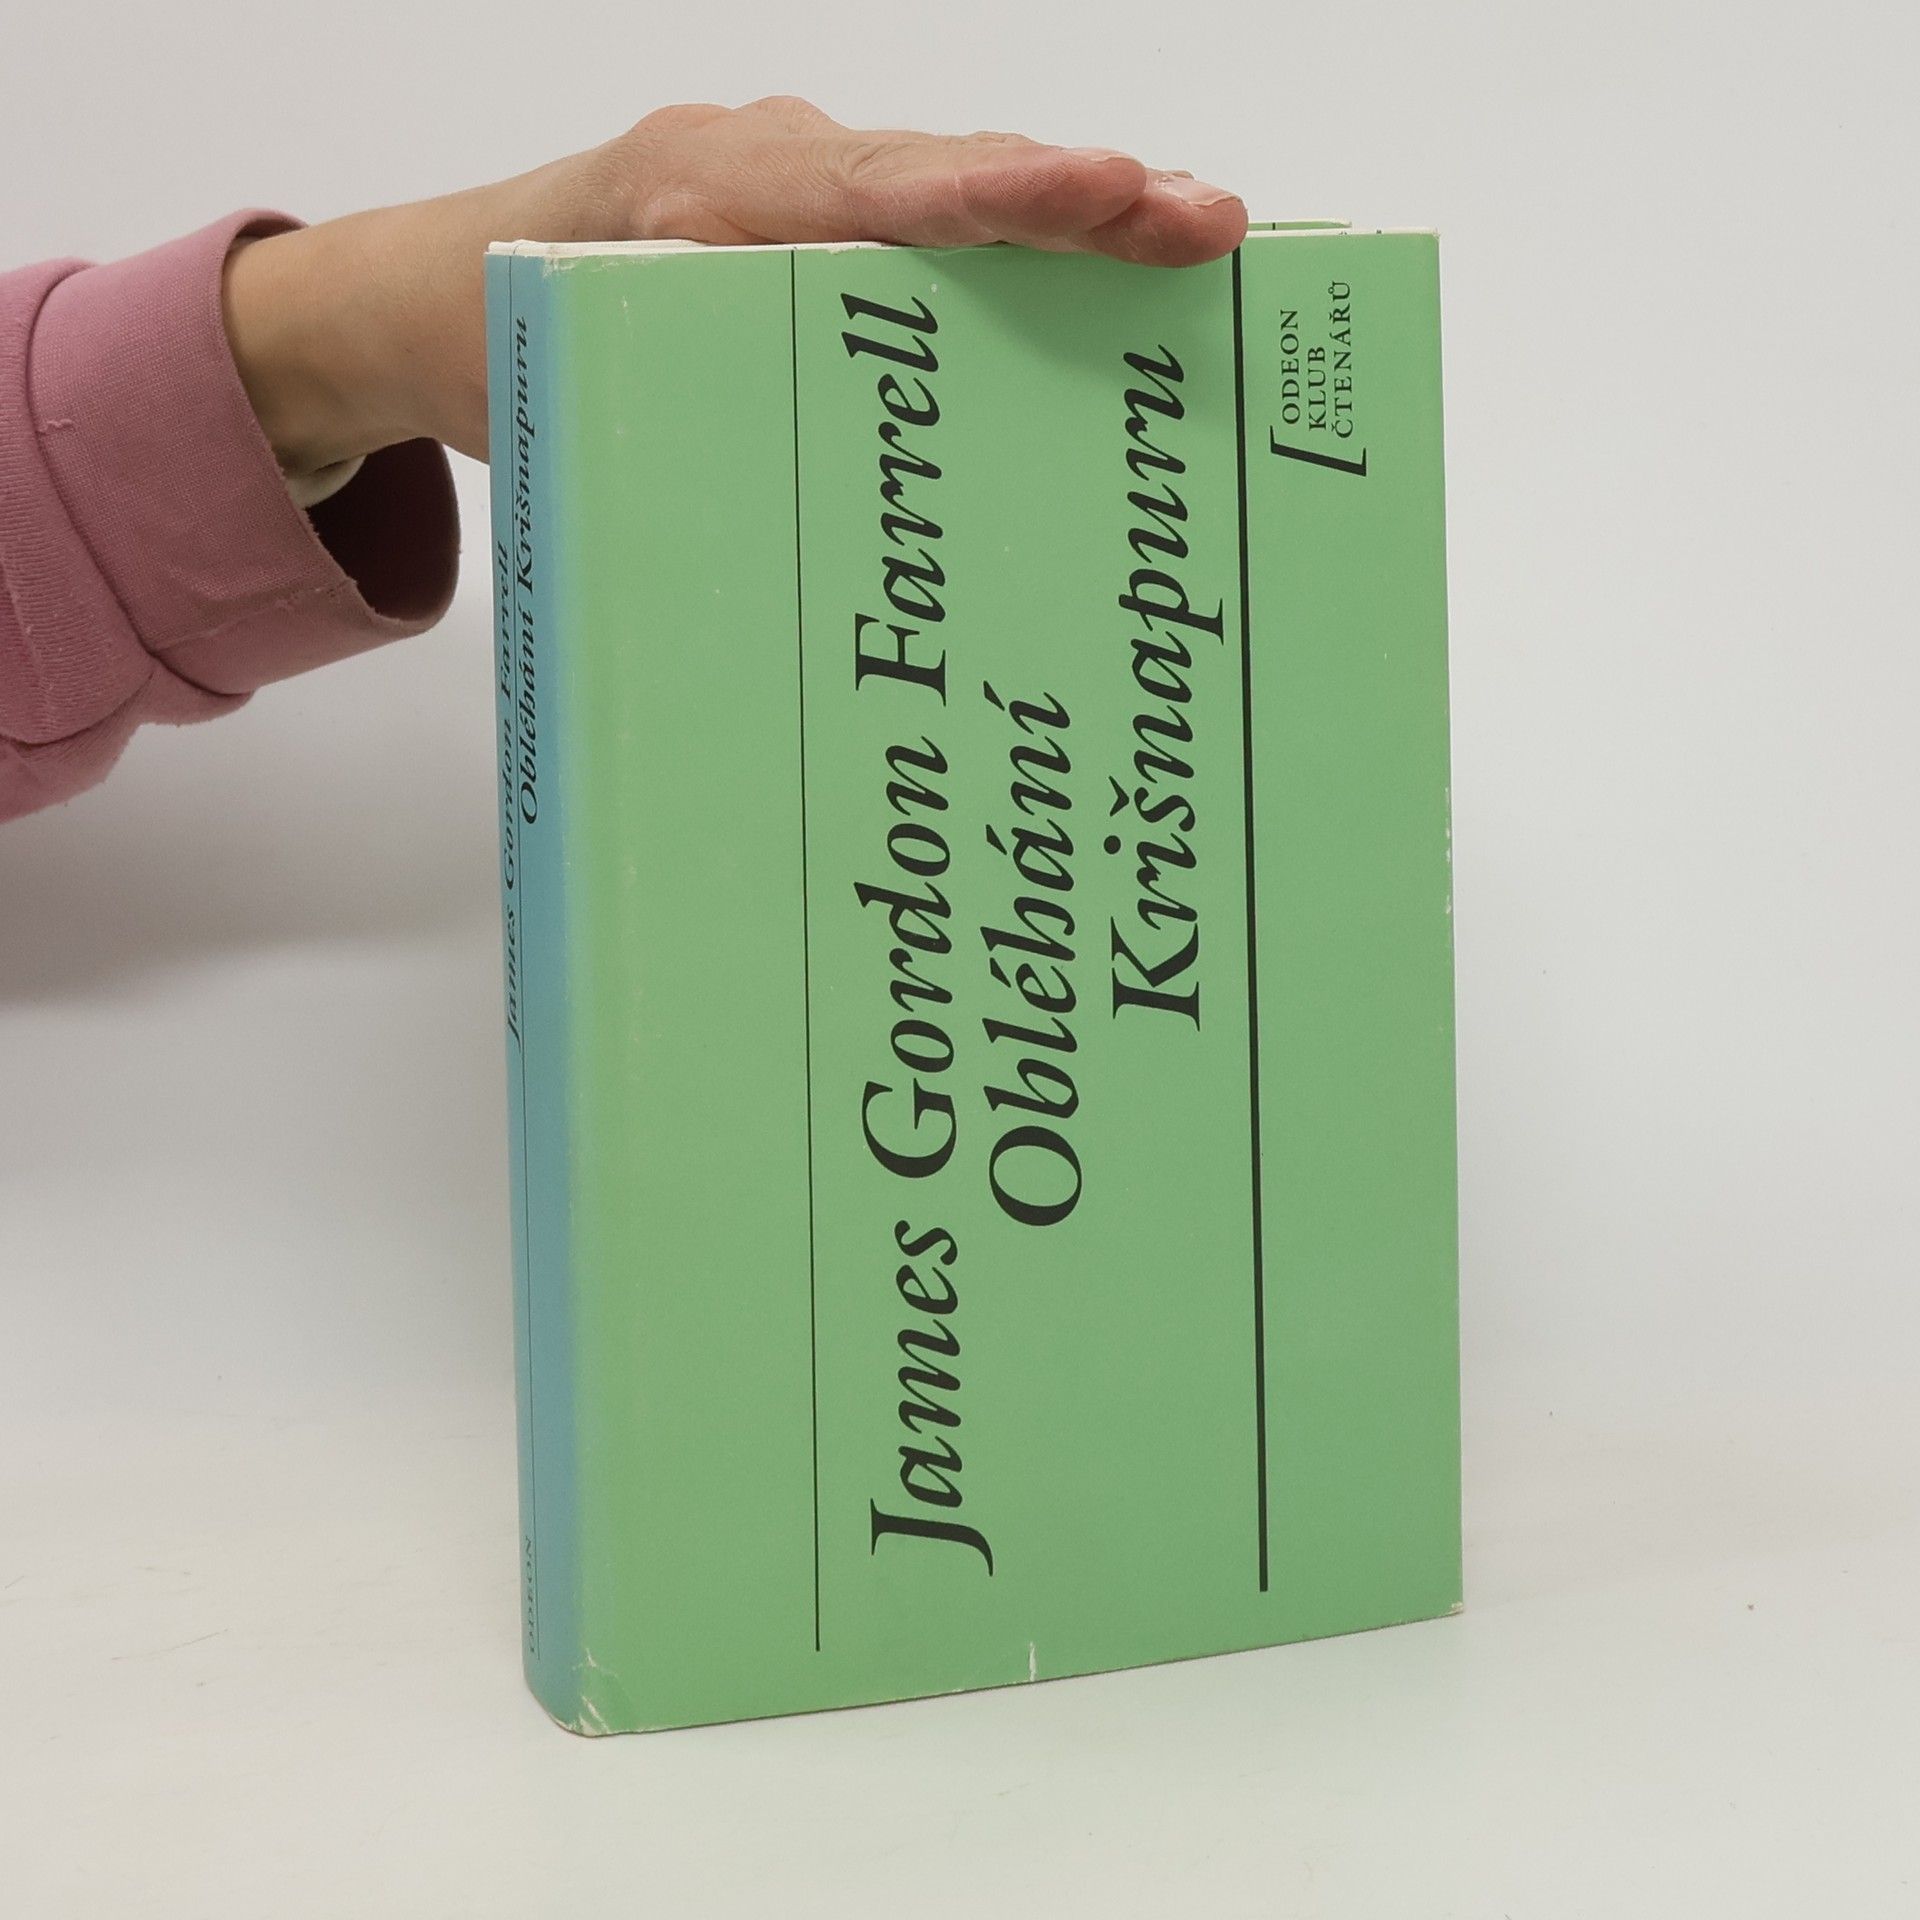 James Gordon Farrell
Obléhání Krišnapuru
ODEON
James Gordon Farrell
Obléhání
Krišnapuru
ODEON
KLUB
ČTENÁŘŮ